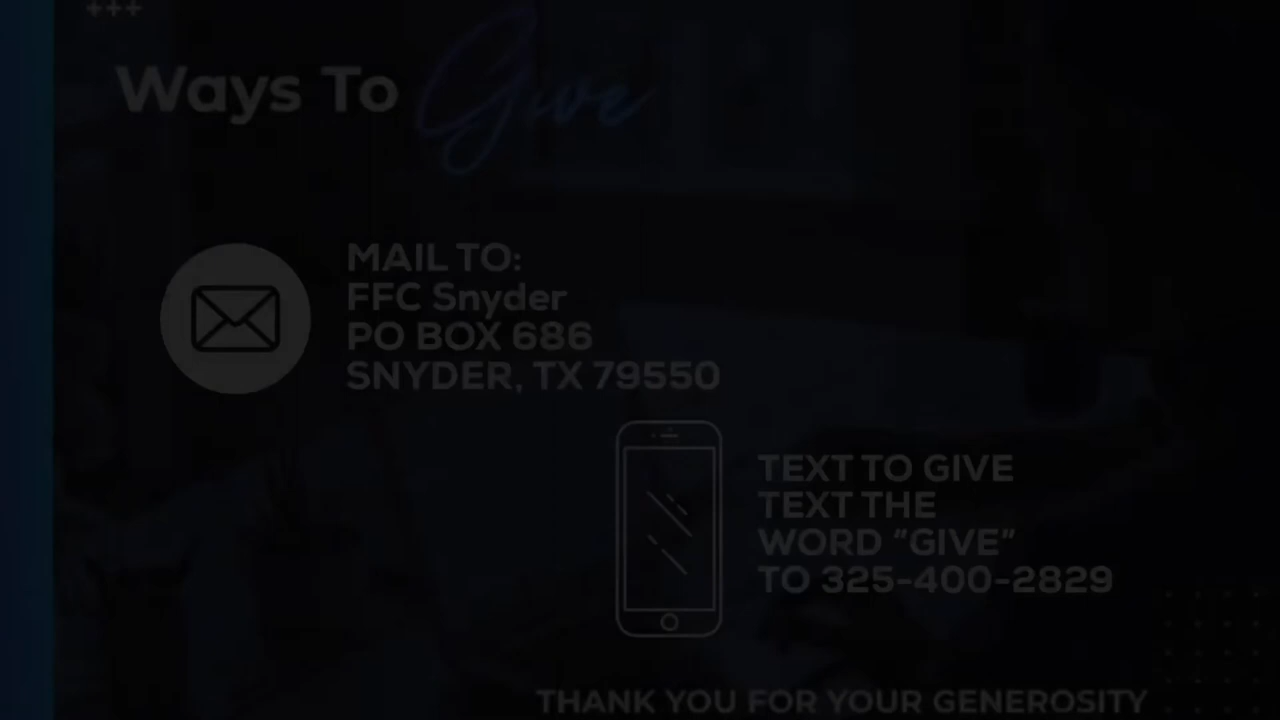 +++
Ways To Give
MAIL TO:
FFC Snyder
PO BOX 686
SNYDER, TX 79550
TEXT TO GIVE
TEXT THE
WORD "GIVE"
TO 325-400-2829
THANK YOU FOR YOUR GENEROSITY